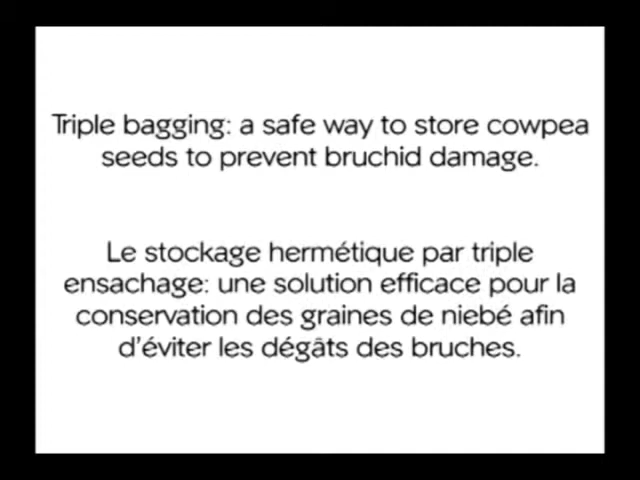 Triple bagging: a safe way to store cowpea
seeds to prevent bruchid damage.
Le stockage hermétique par triple
ensachage: une solution efficace pour la
conservation des graines de niebé afin
d'éviter les dégâts des bruches.